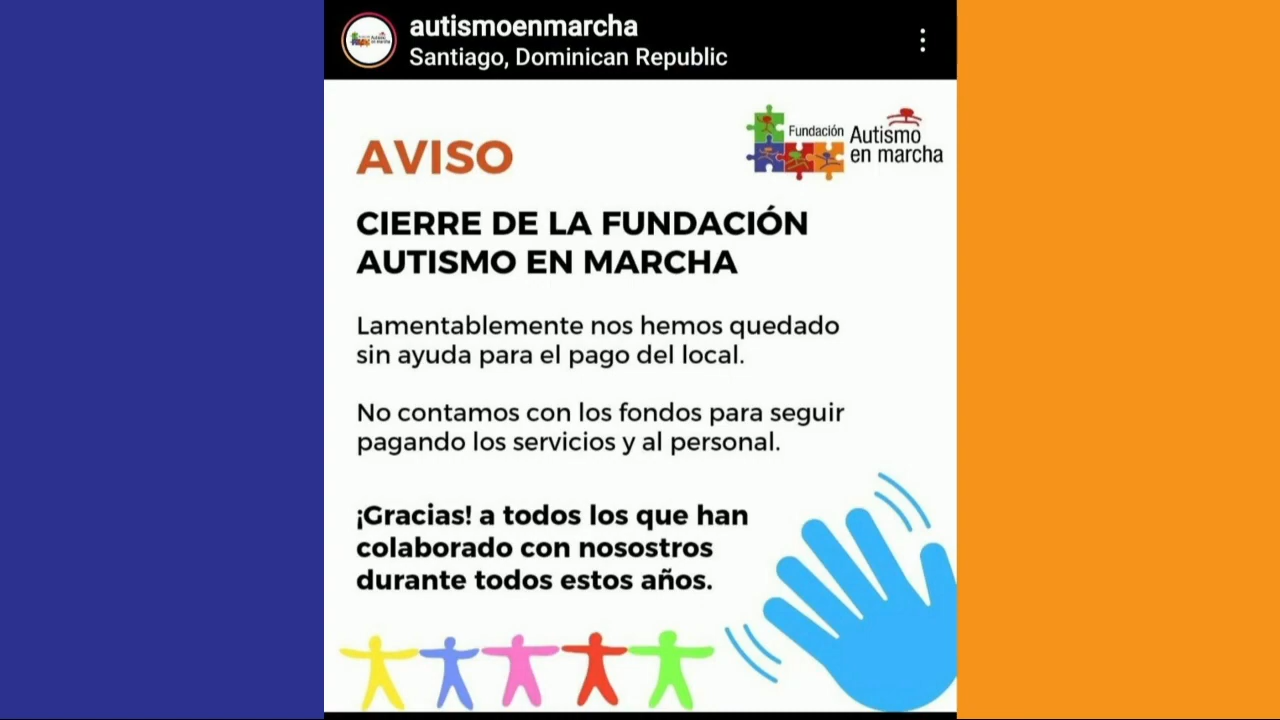 autismoenmarcha
Santiago, Dominican Republic
Fundación Autismo
en marcha
AVISO
CIERRE DE LA FUNDACIÓN
AUTISMO EN MARCHA
Lamentablemente nos hemos quedado
sin ayuda para el pago del local.
No contamos con los fondos para seguir
pagando los servicios y al personal.
¡Gracias! a todos los que han
colaborado con nosostros
durante todos estos años.